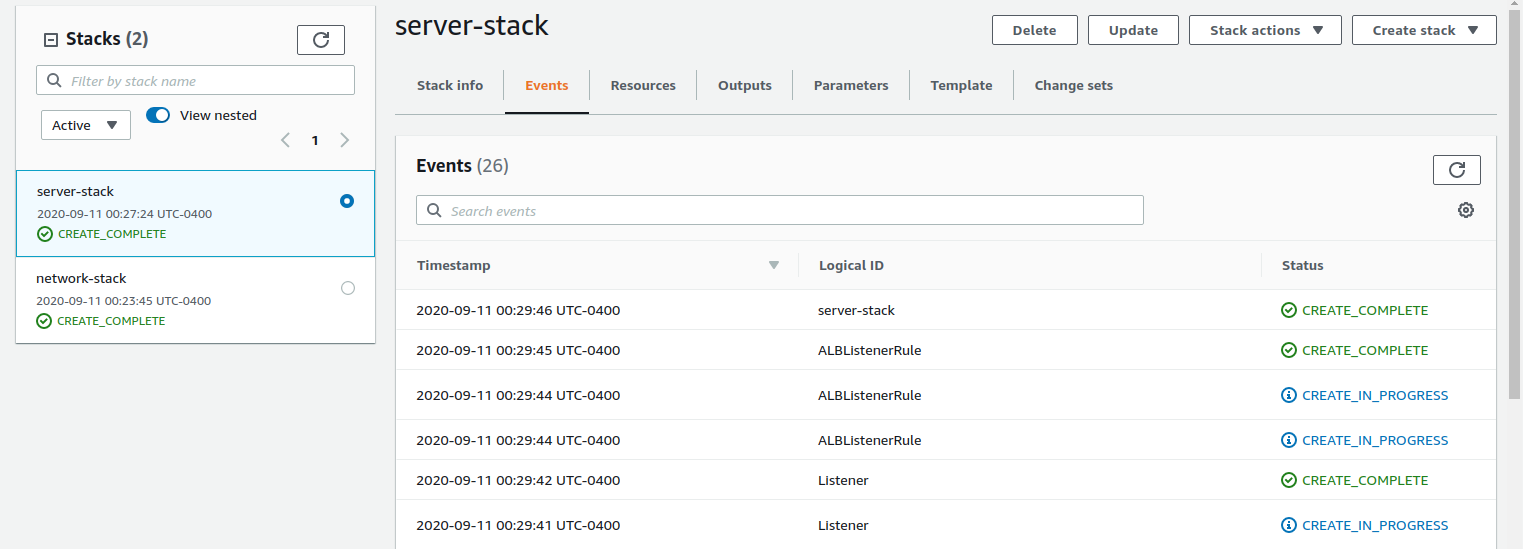 Stacks (2)
Filter by stack name
Active
View nested
1
server-stack
2020-09-11 00:27:24 UTC-0400
CREATE_COMPLETE
network-stack
2020-09-11 00:23:45 UTC-0400
CREATE_COMPLETE
server-stack
Delete Update Stack actions Create stack
Stack info Events Resources Outputs Parameters Template Change sets
Events (26)
Search events
Timestamp Logical ID Status
2020-09-11 00:29:46 UTC-0400 server-stack CREATE_COMPLETE
2020-09-11 00:29:45 UTC-0400 ALBListenerRule CREATE_COMPLETE
2020-09-11 00:29:44 UTC-0400 ALBListenerRule CREATE_IN_PROGRESS
2020-09-11 00:29:44 UTC-0400 ALBListenerRule CREATE_IN_PROGRESS
2020-09-11 00:29:42 UTC-0400 Listener CREATE_COMPLETE
2020-09-11 00:29:41 UTC-0400 Listener CREATE_IN_PROGRESS